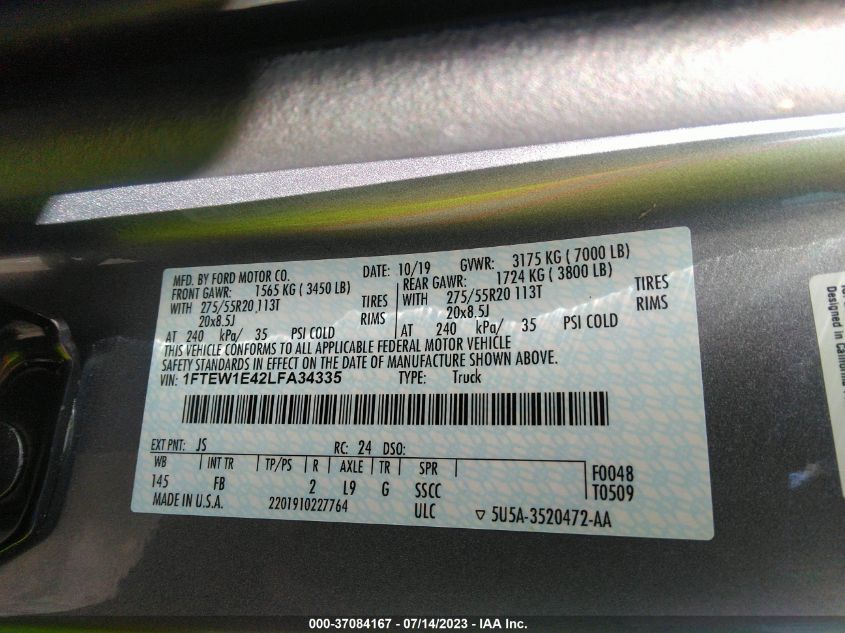 MFD. BY FORD MOTOR CO. DATE: 10/19 GVWR: 3175 KG ( 7000 LB)
FRONT GAWR: 1565 KG ( 3450 LB) REAR GAWR: 1724 KG ( 3800 LB)
WITH 275/55R20 113T TIRES WITH 275/55R20 113T TIRES
20x8.5J RIMS 20x8.5J RIMS
AT 240 kPa/ 35 PSI COLD AT 240 kPa/ 35 PSI COLD
THIS VEHICLE CONFORMS TO ALL APPLICABLE FEDERAL MOTOR VEHICLE
SAFETY STANDARDS IN EFFECT ON THE DATE OF MANUFACTURE SHOWN ABOVE.
VIN: 1FTEW1E42LFA34335 TYPE: Truck
EXT PNT: JS RC: 24 DSO:
WB INT TR TP/PS R AXLE TR SPR F0048
145 FB 2 L9 G SSCC T0509
MADE IN U.S.A. 2201910227764 ULC ▽ 5U5A-3520472-AA
Designed in California
000-37084167 - 07/14/2023 - IAA Inc.